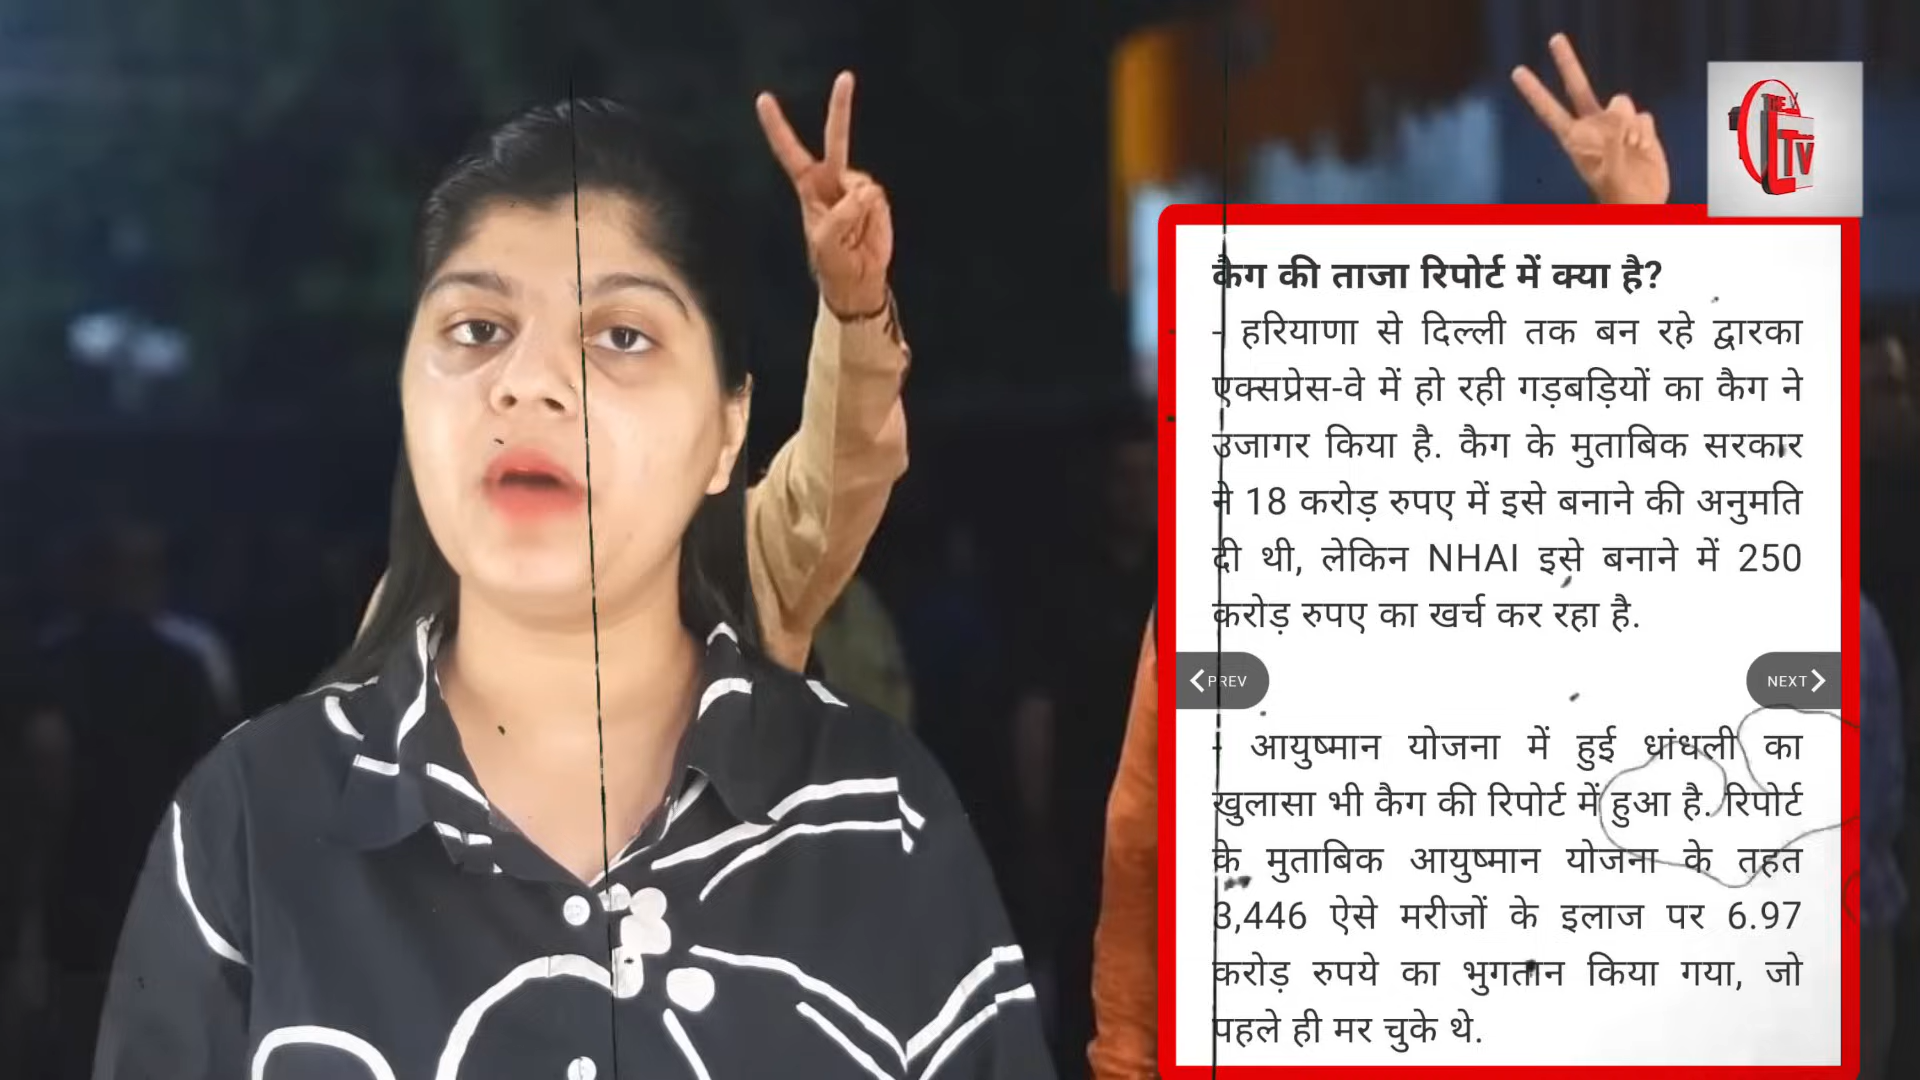 THE
TV
कैग की ताजा रिपोर्ट में क्या है?
- हरियाणा से दिल्ली तक बन रहे द्वारका
एक्सप्रेस-वे में हो रही गड़बड़ियों का कैग ने
उजागर किया है. कैग के मुताबिक सरकार
ने 18 करोड़ रुपए में इसे बनाने की अनुमति
दी थी, लेकिन NHAI इसे बनाने में 250
करोड़ रुपए का खर्च कर रहा है.
PREV
NEXT
- आयुष्मान योजना में हुई धांधली का
खुलासा भी कैग की रिपोर्ट में हुआ है. रिपोर्ट
के मुताबिक आयुष्मान योजना के तहत
3,446 ऐसे मरीजों के इलाज पर 6.97
करोड़ रुपये का भुगतान किया गया, जो
पहले ही मर चुके थे.